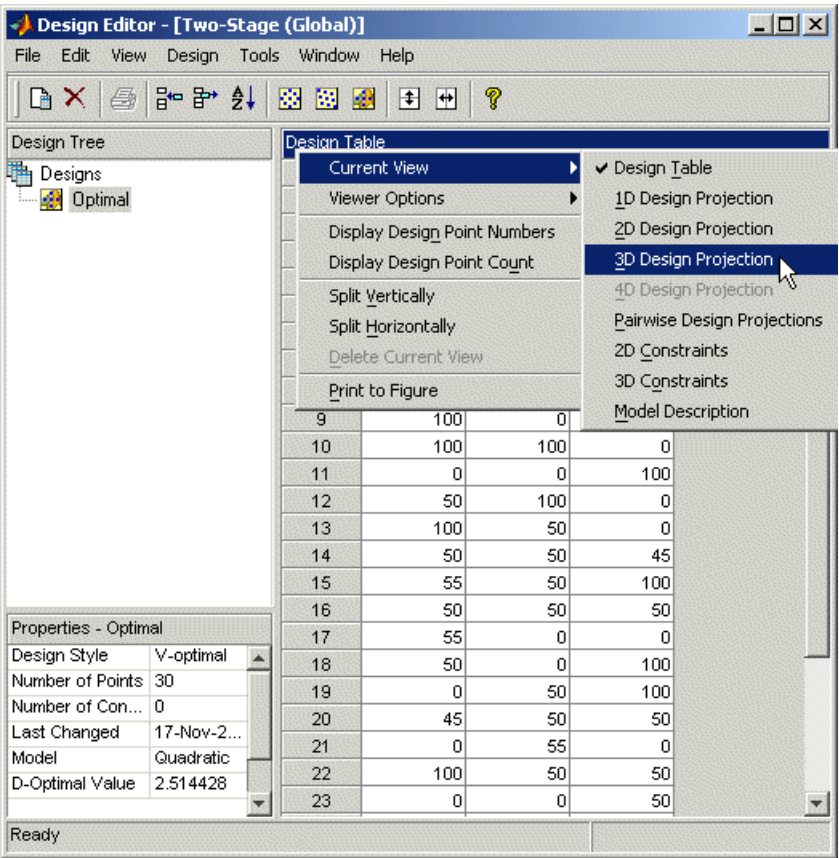 Design Editor - [Two-Stage (Global)]
File Edit View Design Tools Window Help
Design Tree
Designs
Optimal
Design Table
Current View
Viewer Options
Display Design Point Numbers
Display Design Point Count
Split Vertically
Split Horizontally
Delete Current View
Print to Figure
Design Table
1D Design Projection
2D Design Projection
3D Design Projection
4D Design Projection
Pairwise Design Projections
2D Constraints
3D Constraints
Model Description
9 100 0
10 100 100 0
11 0 0 100
12 50 100 0
13 100 50 0
14 50 50 45
15 55 50 100
16 50 50 50
17 55 0 0
18 50 0 100
19 0 50 100
20 45 50 50
21 0 55 0
22 100 50 50
23 0 0 50
Properties - Optimal
Design Style V-optimal
Number of Points 30
Number of Con... 0
Last Changed 17-Nov-2...
Model Quadratic
D-Optimal Value 2.514428
Ready